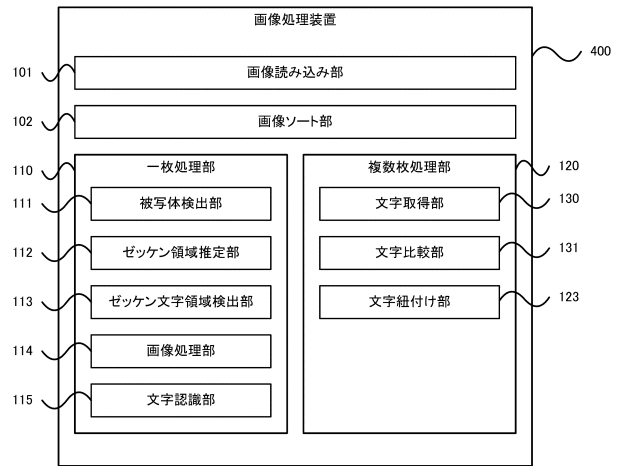 画像処理装置
400
101
画像読み込み部
102
画像ソート部
110
一枚処理部
111
被写体検出部
112
ゼッケン領域推定部
113
ゼッケン文字領域検出部
114
画像処理部
115
文字認識部
複数枚処理部
120
文字取得部
130
文字比較部
131
文字紐付け部
123